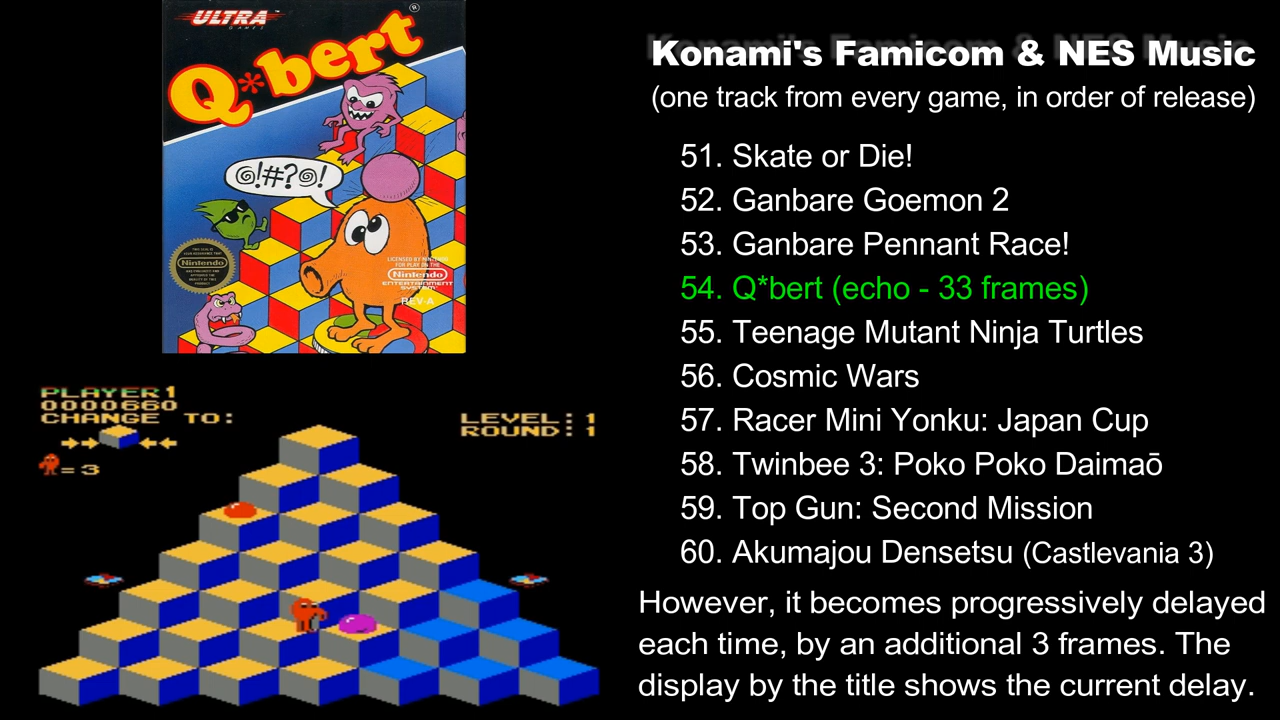 ULTRA
GAMES
®
Q*bert
@!#?@!
Nintendo
LICENSED BY NINTENDO
FOR PLAY ON THE
Nintendo
ENTERTAINMENT
SYSTEM
REV-A
PLAYER 1
0000660
CHANGE TO:
= 3
LEVEL: 1
ROUND: 1
Konami's Famicom & NES Music
(one track from every game, in order of release)
51. Skate or Die!
52. Ganbare Goemon 2
53. Ganbare Pennant Race!
54. Q*bert (echo - 33 frames)
55. Teenage Mutant Ninja Turtles
56. Cosmic Wars
57. Racer Mini Yonku: Japan Cup
58. Twinbee 3: Poko Poko Daimaō
59. Top Gun: Second Mission
60. Akumajou Densetsu (Castlevania 3)
However, it becomes progressively delayed
each time, by an additional 3 frames. The
display by the title shows the current delay.